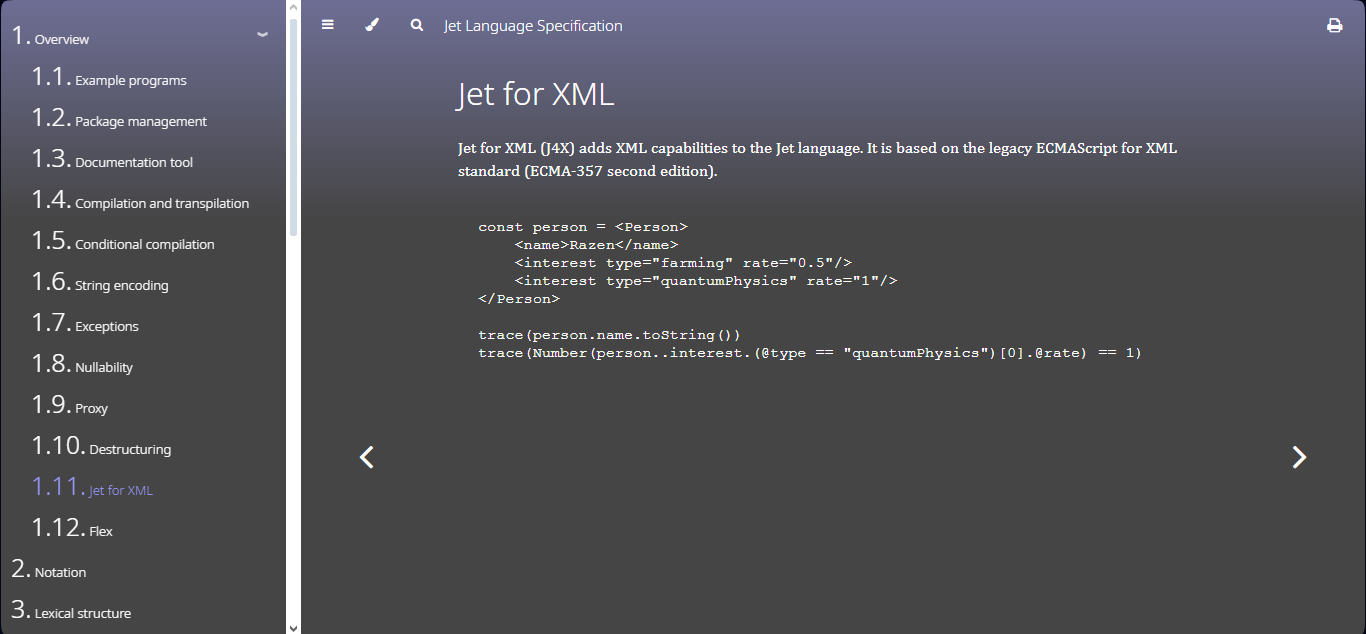 1. Overview
1.1. Example programs
1.2. Package management
1.3. Documentation tool
1.4. Compilation and transpilation
1.5. Conditional compilation
1.6. String encoding
1.7. Exceptions
1.8. Nullability
1.9. Proxy
1.10. Destructuring
1.11. Jet for XML
1.12. Flex
2. Notation
3. Lexical structure
Jet Language Specification
Jet for XML
Jet for XML (J4X) adds XML capabilities to the Jet language. It is based on the legacy ECMAScript for XML
standard (ECMA-357 second edition).
const person = <Person>
    <name>Razen</name>
    <interest type="farming" rate="0.5"/>
    <interest type="quantumPhysics" rate="1"/>
</Person>
trace(person.name.toString())
trace(Number(person..interest.(@type == "quantumPhysics")[0].@rate) == 1)